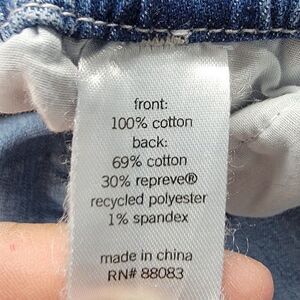 front:
100% cotton
back:
69% cotton
30% repreve®
recycled polyester
1% spandex
made in china
RN# 88083